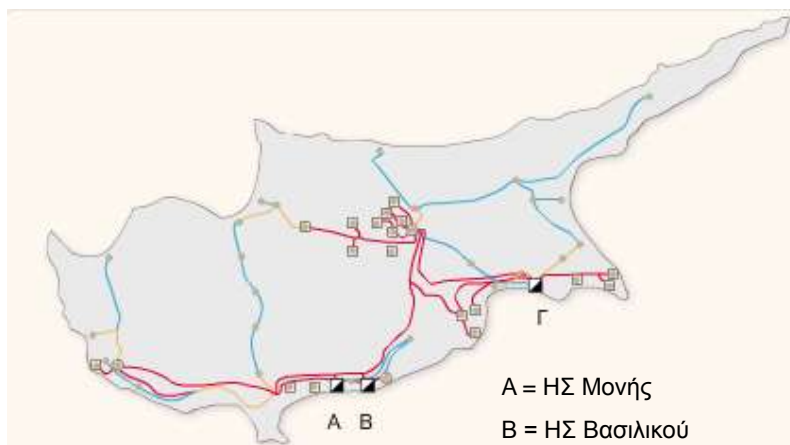 Γ
Α Β
Α = ΗΣ Μονής
Β = ΗΣ Βασιλικού